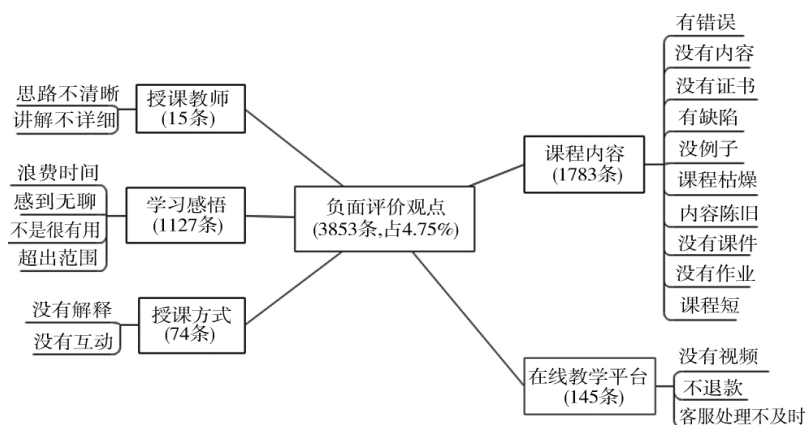 思路不清晰
讲解不详细
授课教师
(15条)
浪费时间
感到无聊
不是很有用
超出范围
学习感悟
(1127条)
没有解释
没有互动
授课方式
(74条)
负面评价观点
(3853条,占4.75%)
课程内容
(1783条)
有错误
没有内容
没有证书
有缺陷
没例子
课程枯燥
内容陈旧
没有课件
没有作业
课程短
在线教学平台
(145条)
没有视频
不退款
客服处理不及时